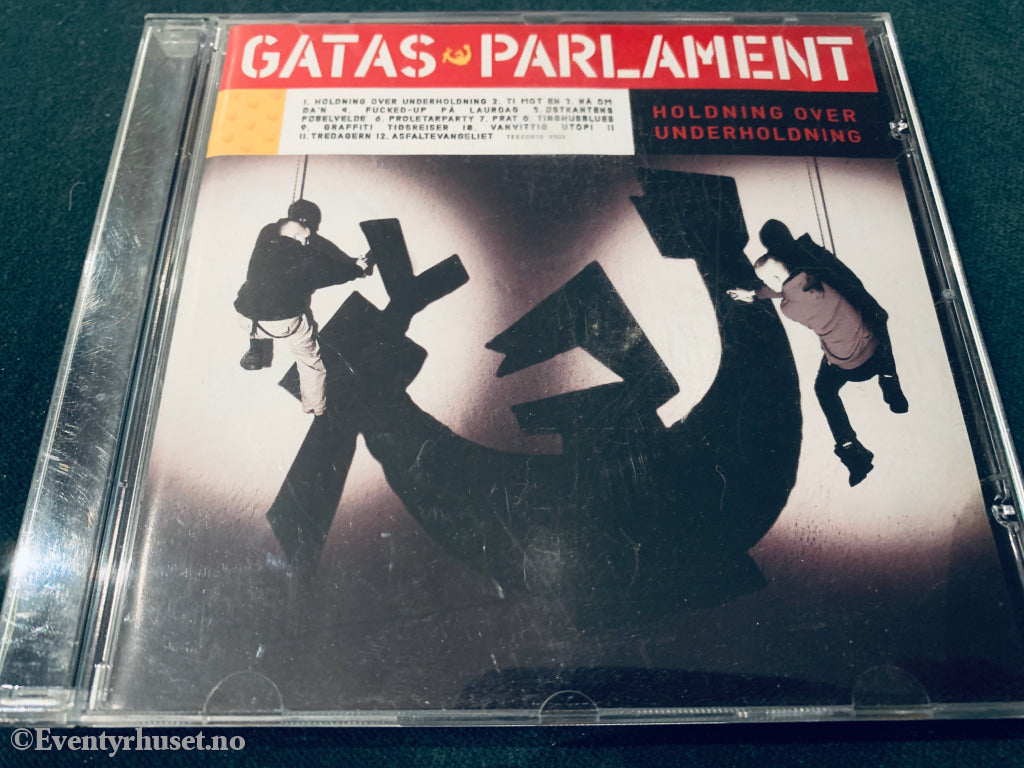 GATAS PARLAMENT
1. HOLDNING OVER UNDERHOLDNING 2. TI MOT EN 3. NÅ OM
DA'N 4. FUCKED-UP PÅ LAURDAG 5. ØSTKANTENS
PØBELVELDE 6. PROLETARPARTY 7. PRAT 8. TINGHUSBLUES
9. GRAFFITI TIDSREISER 10. VANVITTIG UTOPI II
11. TREDAGERN 12. ASFALTEVANGELIET
HOLDNING OVER
UNDERHOLDNING
©Eventyrhuset.no